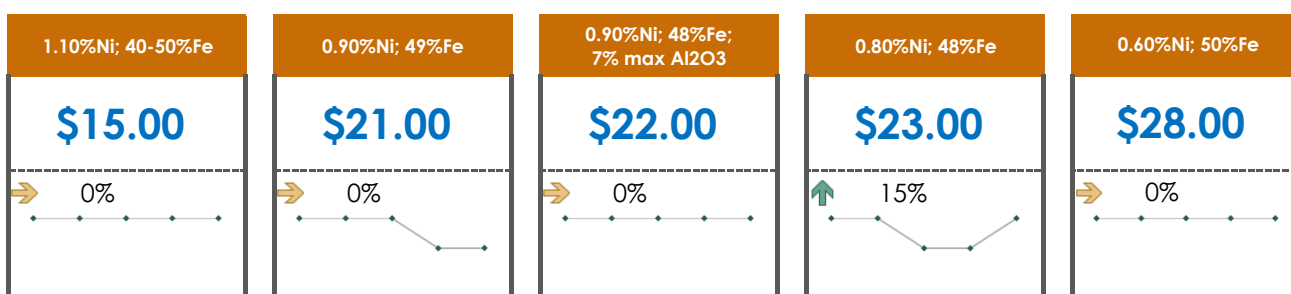 1.10%Ni; 40-50%Fe
$15.00
0%
0.90%Ni; 49%Fe
$21.00
0%
0.90%Ni; 48%Fe;
7% max Al2O3
$22.00
0%
0.80%Ni; 48%Fe
$23.00
15%
0.60%Ni; 50%Fe
$28.00
0%